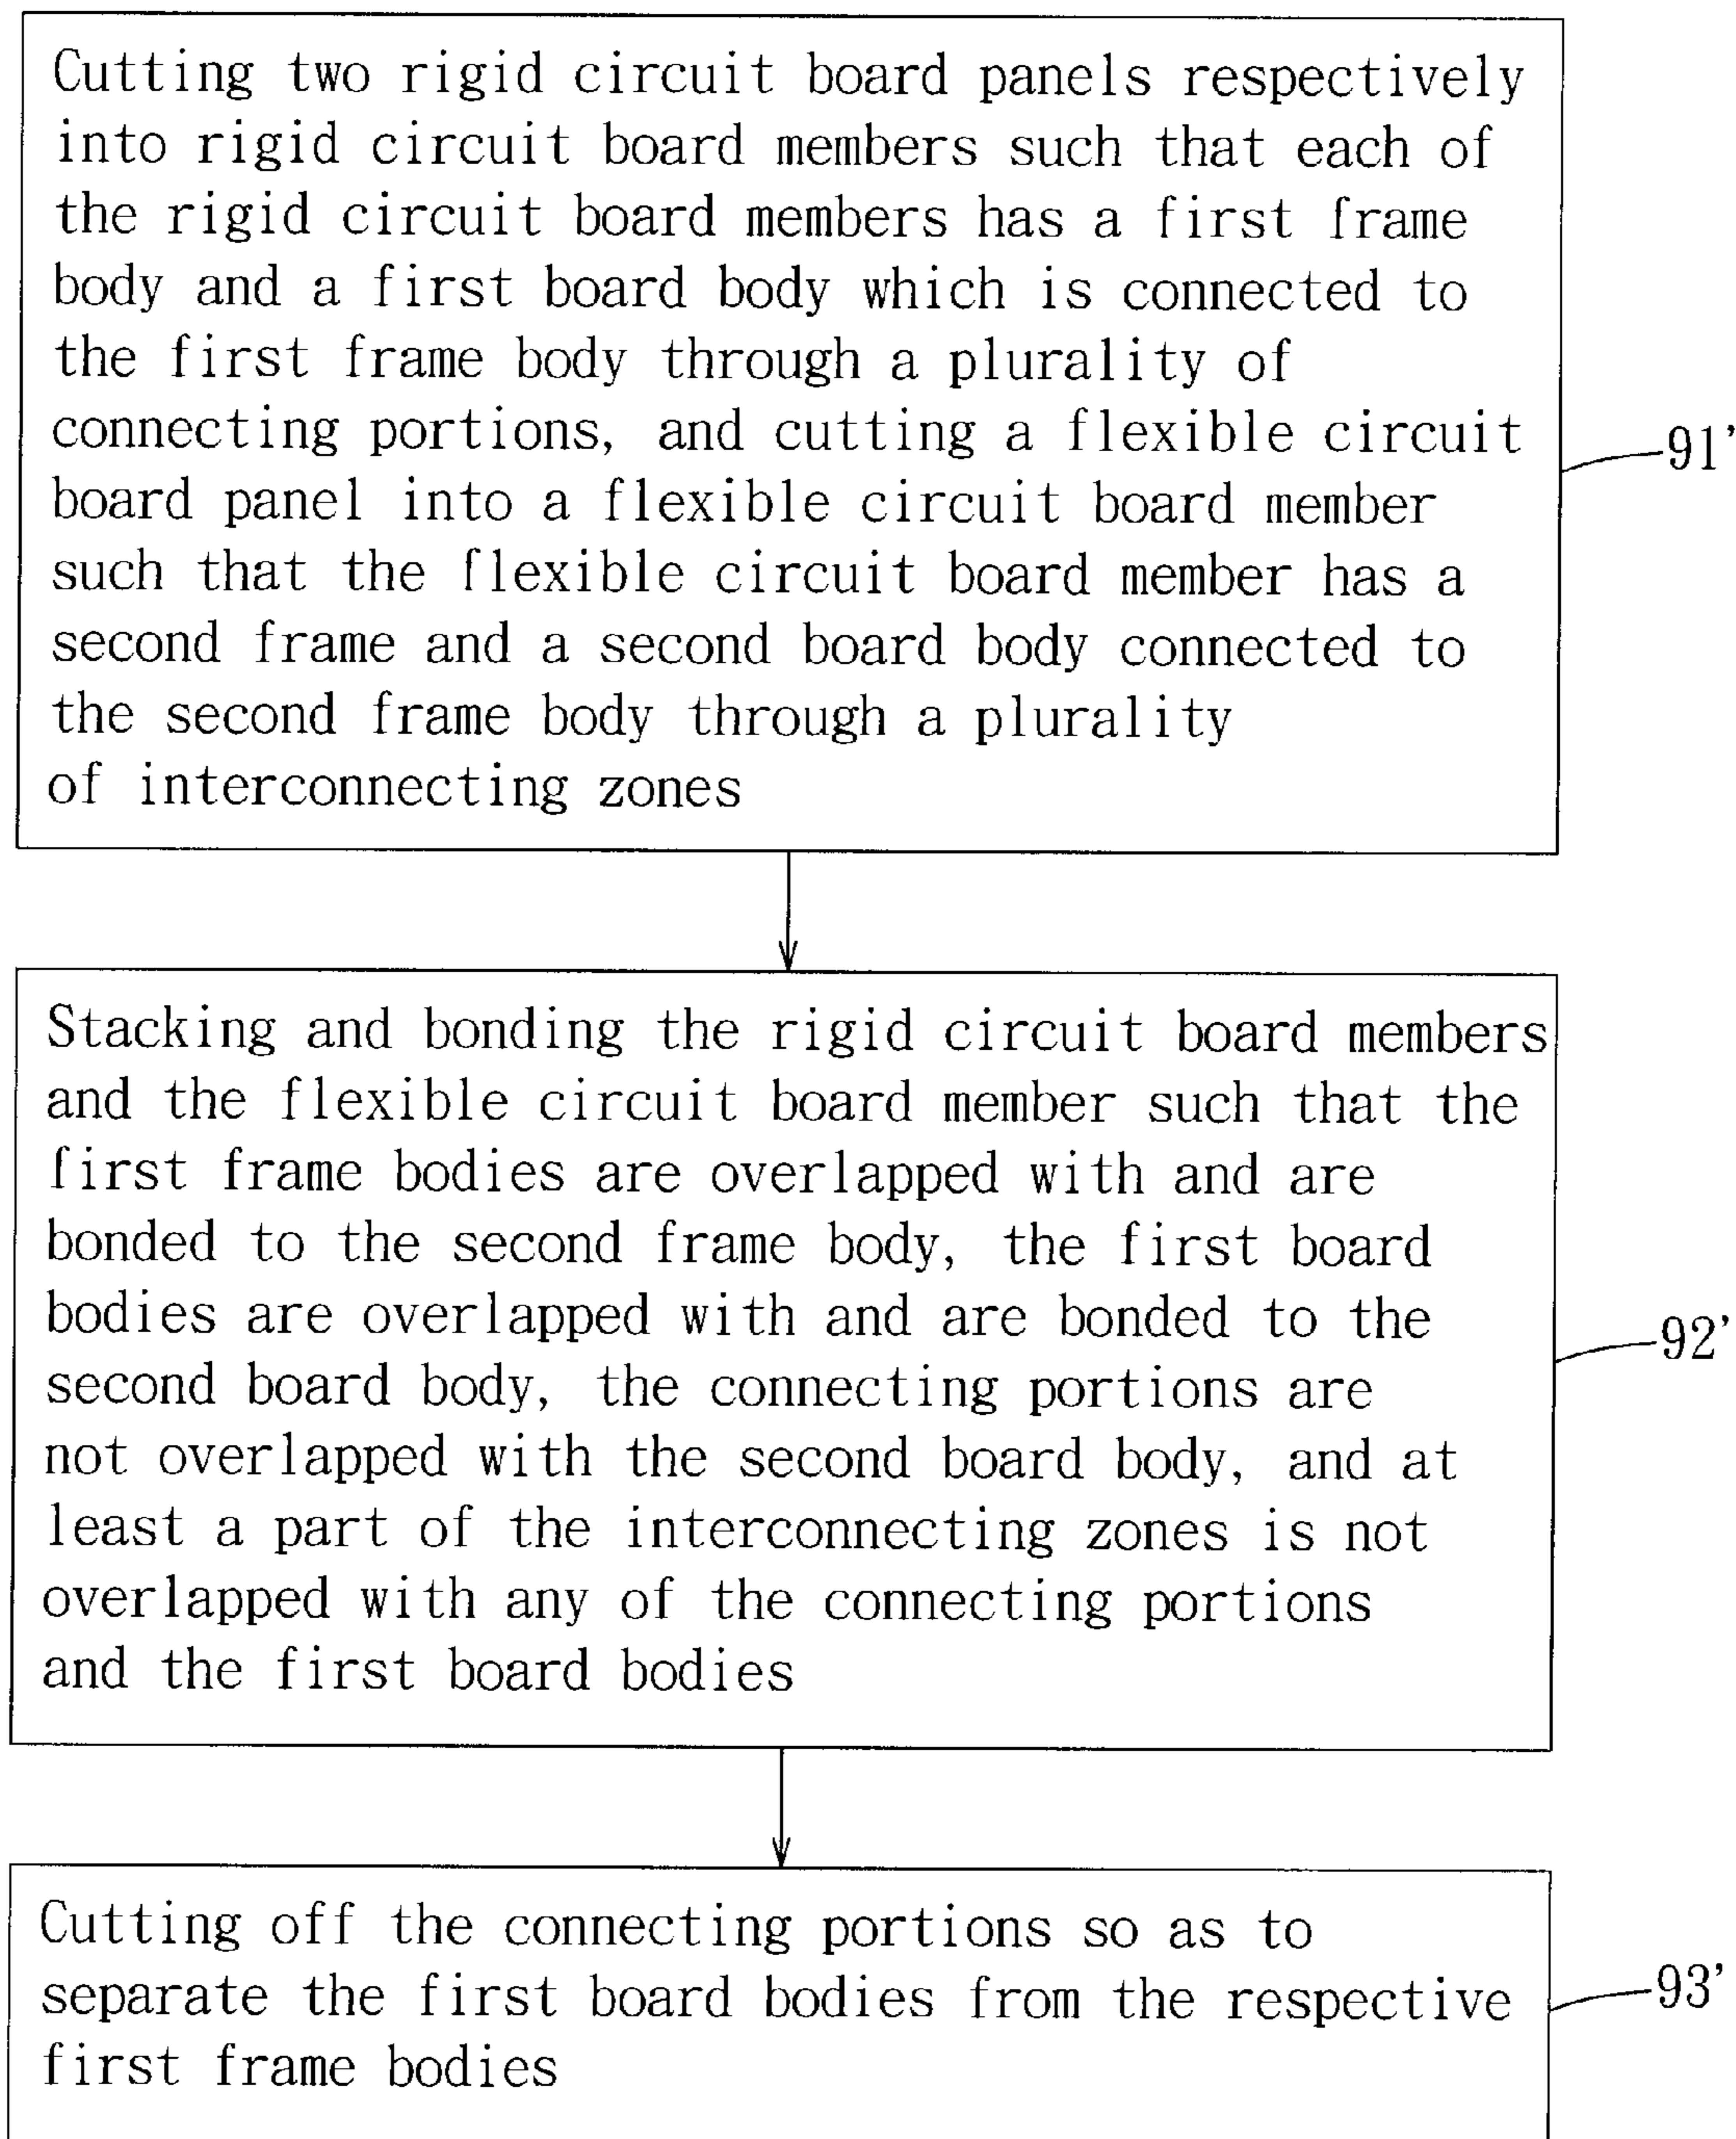 Cutting two rigid circuit board panels respectively
into rigid circuit board members such that each of
the rigid circuit board members has a first frame
body and a first board body which is connected to
the first frame body through a plurality of
connecting portions, and cutting a flexible circuit
board panel into a flexible circuit board member
such that the flexible circuit board member has a
second frame and a second board body connected to
the second frame body through a plurality
of interconnecting zones
91'
Stacking and bonding the rigid circuit board members
and the flexible circuit board member such that the
first frame bodies are overlapped with and are
bonded to the second frame body, the first board
bodies are overlapped with and are bonded to the
second board body, the connecting portions are
not overlapped with the second board body, and at
least a part of the interconnecting zones is not
overlapped with any of the connecting portions
and the first board bodies
92'
Cutting off the connecting portions so as to
separate the first board bodies from the respective
first frame bodies
93'